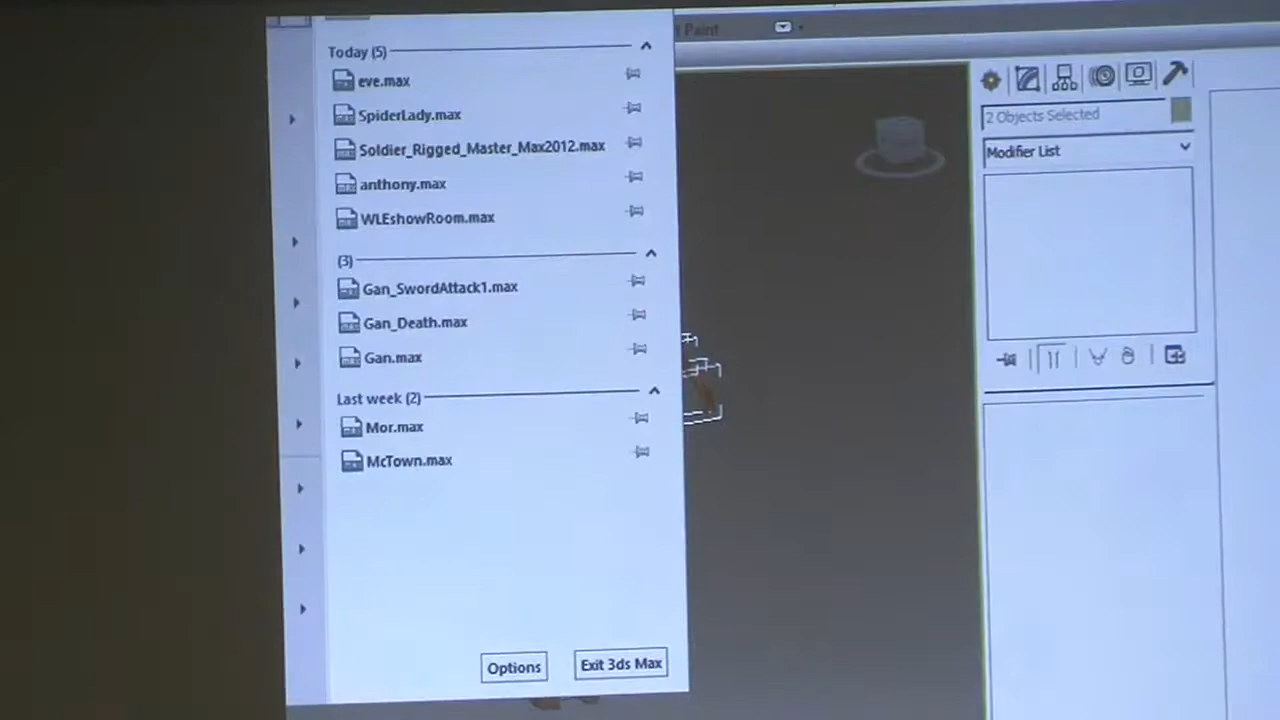 Paint
Today (5)
eve.max
SpiderLady.max
Soldier_Rigged_Master_Max2012.max
anthony.max
WLEshowRoom.max
(3)
Gan_SwordAttack1.max
Gan_Death.max
Gan.max
Last week (2)
Mor.max
McTown.max
Options
Exit 3ds Max
2 Objects Selected
Modifier List